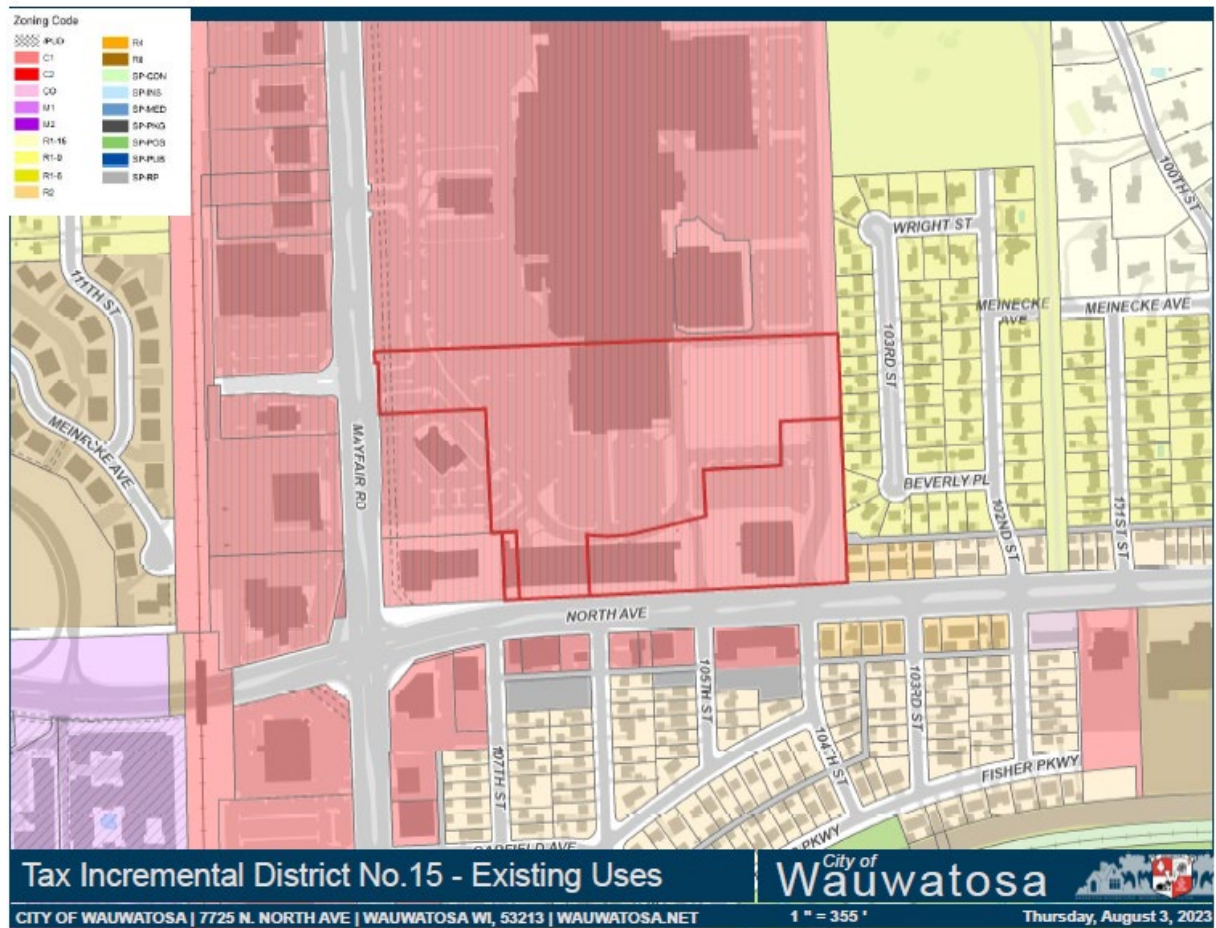 Zoning Code
/PUD
C1
C2
CO
M1
M2
R1-15
R1-9
R1-6
R2
R4
R8
SP-CON
SP-INS
SP-MED
SP-PKG
SP-POS
SP-PUB
SP-RP
100TH ST
WRIGHT ST
111TH ST
MEINECKE
AVE
MEINECKE AVE
103RD ST
MEINECKE AVE
MAYFAIR RD
BEVERLY PL
102ND ST
101ST ST
NORTH AVE
105TH ST
103RD ST
107TH ST
104TH ST
FISHER PKWY
GARFIELD AVE
PKWY
Tax Incremental District No.15 - Existing Uses
City of
Wauwatosa
CITY OF WAUWATOSA | 7725 N. NORTH AVE | WAUWATOSA WI, 53213 | WAUWATOSA.NET
1 " = 355 '
Thursday, August 3, 2023